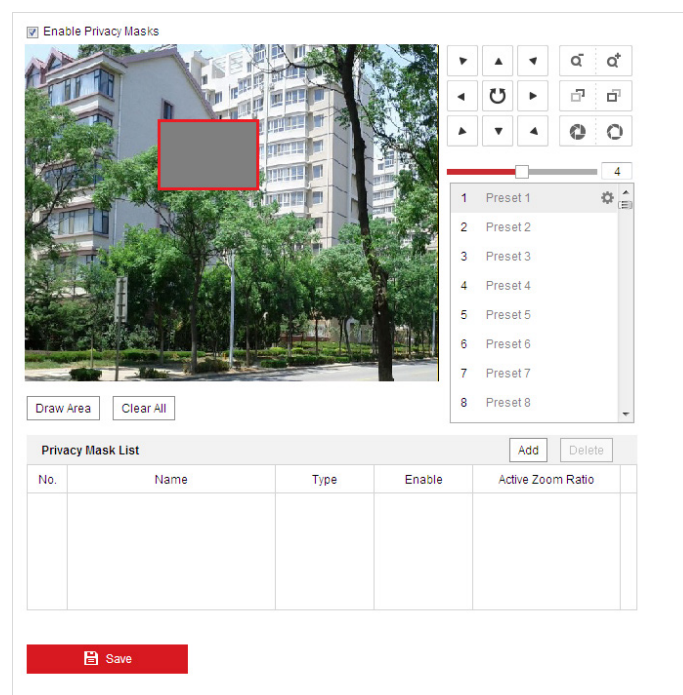 Enable Privacy Masks
4
1 Preset 1
2 Preset 2
3 Preset 3
4 Preset 4
5 Preset 5
6 Preset 6
7 Preset 7
8 Preset 8
Draw Area Clear All
Privacy Mask List Add Delete
No. Name Type Enable Active Zoom Ratio
Save